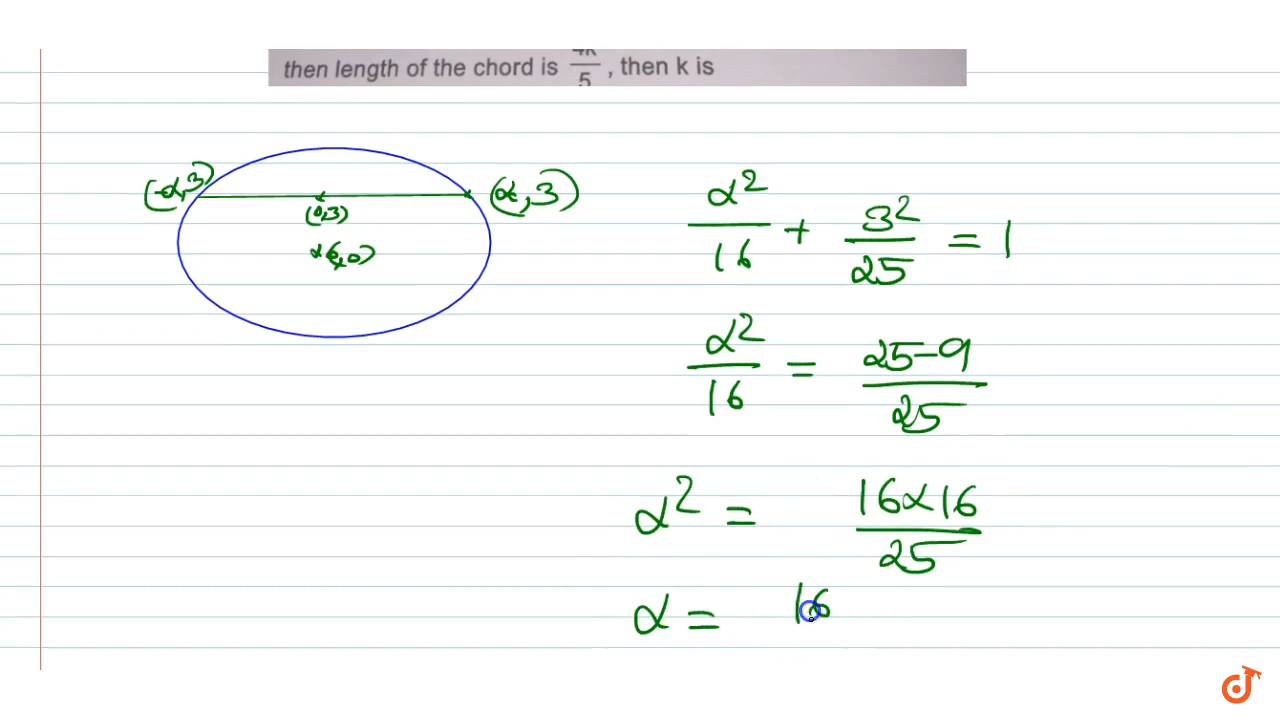 then length of the chord is 4k/5 , then k is
(-α,3) (α,3)
(0,3)
(0,0)
α²/16 + 3²/25 = 1
α²/16 = 25-9/25
α² = 16×16/25
α = 16